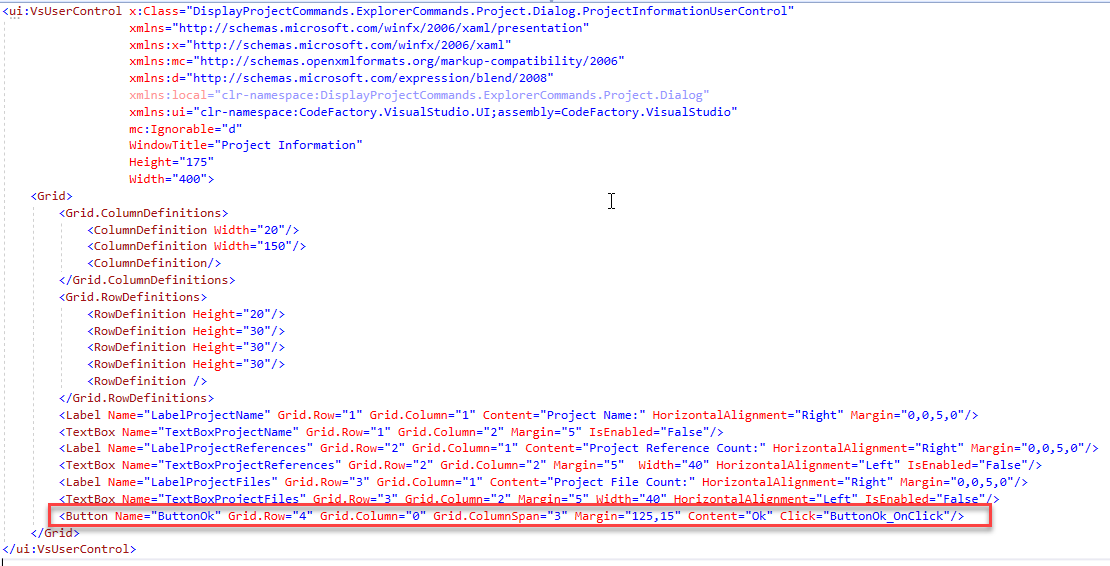 <ui:VsUserControl x:Class="DisplayProjectCommands.ExplorerCommands.Project.Dialog.ProjectInformationUserControl"
xmlns="http://schemas.microsoft.com/winfx/2006/xaml/presentation"
xmlns:x="http://schemas.microsoft.com/winfx/2006/xaml"
xmlns:mc="http://schemas.openxmlformats.org/markup-compatibility/2006"
xmlns:d="http://schemas.microsoft.com/expression/blend/2008"
xmlns:local="clr-namespace:DisplayProjectCommands.ExplorerCommands.Project.Dialog"
xmlns:ui="clr-namespace:CodeFactory.VisualStudio.UI;assembly=CodeFactory.VisualStudio"
mc:Ignorable="d"
WindowTitle="Project Information"
Height="175"
Width="400">
<Grid>
<Grid.ColumnDefinitions>
<ColumnDefinition Width="20"/>
<ColumnDefinition Width="150"/>
<ColumnDefinition/>
</Grid.ColumnDefinitions>
<Grid.RowDefinitions>
<RowDefinition Height="20"/>
<RowDefinition Height="30"/>
<RowDefinition Height="30"/>
<RowDefinition Height="30"/>
<RowDefinition />
</Grid.RowDefinitions>
<Label Name="LabelProjectName" Grid.Row="1" Grid.Column="1" Content="Project Name:" HorizontalAlignment="Right" Margin="0,0,5,0"/>
<TextBox Name="TextBoxProjectName" Grid.Row="1" Grid.Column="2" Margin="5" IsEnabled="False"/>
<Label Name="LabelProjectReferences" Grid.Row="2" Grid.Column="1" Content="Project Reference Count:" HorizontalAlignment="Right" Margin="0,0,5,0"/>
<TextBox Name="TextBoxProjectReferences" Grid.Row="2" Grid.Column="2" Margin="5"  Width="40" HorizontalAlignment="Left" IsEnabled="False"/>
<Label Name="LabelProjectFiles" Grid.Row="3" Grid.Column="1" Content="Project File Count:" HorizontalAlignment="Right" Margin="0,0,5,0"/>
<TextBox Name="TextBoxProjectFiles" Grid.Row="3" Grid.Column="2" Margin="5" Width="40" HorizontalAlignment="Left" IsEnabled="False"/>
<Button Name="ButtonOk" Grid.Row="4" Grid.Column="0" Grid.ColumnSpan="3" Margin="125,15" Content="Ok" Click="ButtonOk_OnClick"/>
</Grid>
</ui:VsUserControl>